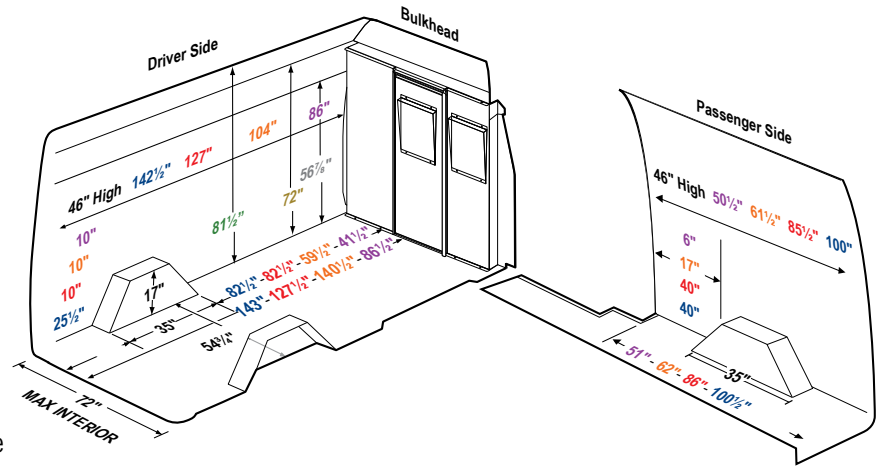 Bulkhead
Driver Side
Passenger Side
86"
104"
46" High 142½" 127"
56⅞"
72"
81½"
10"
10"
10"
25½"
17"
35"
54¾"
82½" - 82½" - 59½" - 41½"
143" - 127½" - 140½" - 86½"
72"
MAX INTERIOR
e
46" High 50½" 61½" 85½" 100"
6"
17"
40"
40"
35"
51" - 62" - 86" - 100½"